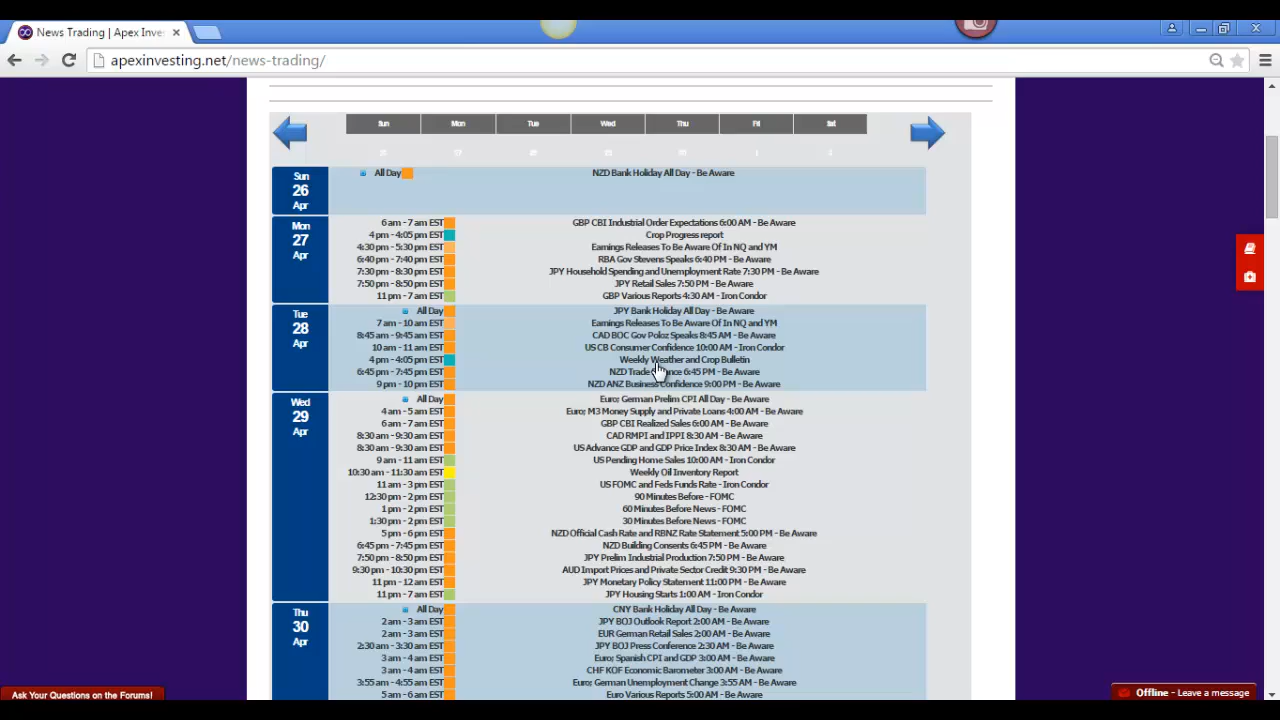 News Trading | Apex Inve
apexinvesting.net/news-trading/
Sun Mon Tue Wed Thu Fri Sat
Sun
26
Apr
All Day NZD Bank Holiday All Day - Be Aware
Mon
27
Apr
6 am - 7 am EST GBP CBI Industrial Order Expectations 6:00 AM - Be Aware
4 pm - 4:05 pm EST Crop Progress report
4:30 pm - 5:30 pm EST Earnings Releases To Be Aware Of In NQ and YM
6:40 pm - 7:40 pm EST RBA Gov Stevens Speaks 6:40 PM - Be Aware
7:30 pm - 8:30 pm EST JPY Household Spending and Unemployment Rate 7:30 PM - Be Aware
7:50 pm - 8:50 pm EST JPY Retail Sales 7:50 PM - Be Aware
11 pm - 7 am EST GBP Various Reports 4:30 AM - Iron Condor
Tue
28
Apr
All Day JPY Bank Holiday All Day - Be Aware
7 am - 10 am EST Earnings Releases To Be Aware Of In NQ and YM
8:45 am - 9:45 am EST CAD BOC Gov Poloz Speaks 8:45 AM - Be Aware
10 am - 11 am EST US CB Consumer Confidence 10:00 AM - Iron Condor
4 pm - 4:05 pm EST Weekly Weather and Crop Bulletin
6:45 pm - 7:45 pm EST NZD Trade 6:45 PM - Be Aware
9 pm - 10 pm EST NZD ANZ Business Confidence 9:00 PM - Be Aware
Wed
29
Apr
All Day Euro; German Prelim CPI All Day - Be Aware
4 am - 5 am EST Euro; M3 Money Supply and Private Loans 4:00 AM - Be Aware
6 am - 7 am EST GBP CBI Realized Sales 6:00 AM - Be Aware
8:30 am - 9:30 am EST CAD RMPI and IPPI 8:30 AM - Be Aware
8:30 am - 9:30 am EST US Advance GDP and GDP Price Index 8:30 AM - Be Aware
9 am - 11 am EST US Pending Home Sales 10:00 AM - Iron Condor
10:30 am - 11:30 am EST Weekly Oil Inventory Report
11 am - 3 pm EST US FOMC and Feds Funds Rate - Iron Condor
12:30 pm - 2 pm EST 90 Minutes Before - FOMC
1 pm - 2 pm EST 60 Minutes Before News - FOMC
1:30 pm - 2 pm EST 30 Minutes Before News - FOMC
5 pm - 6 pm EST NZD Official Cash Rate and RBNZ Rate Statement 5:00 PM - Be Aware
6:45 pm - 7:45 pm EST NZD Building Consents 6:45 PM - Be Aware
7:50 pm - 8:50 pm EST JPY Prelim Industrial Production 7:50 PM - Be Aware
9:30 pm - 10:30 pm EST AUD Import Prices and Private Sector Credit 9:30 PM - Be Aware
11 pm - 12 am EST JPY Monetary Policy Statement 11:00 PM - Be Aware
11 pm - 7 am EST JPY Housing Starts 1:00 AM - Iron Condor
Thu
30
Apr
All Day CNY Bank Holiday All Day - Be Aware
2 am - 3 am EST JPY BOJ Outlook Report 2:00 AM - Be Aware
2 am - 3 am EST EUR German Retail Sales 2:00 AM - Be Aware
2:30 am - 3:30 am EST JPY BOJ Press Conference 2:30 AM - Be Aware
3 am - 4 am EST Euro; Spanish CPI and GDP 3:00 AM - Be Aware
3 am - 4 am EST CHF KOF Economic Barometer 3:00 AM - Be Aware
3:55 am - 4:55 am EST Euro; German Unemployment Change 3:55 AM - Be Aware
5 am - 6 am EST Euro Various Reports 5:00 AM - Be Aware
Ask Your Questions on the Forums!
Offline - Leave a message